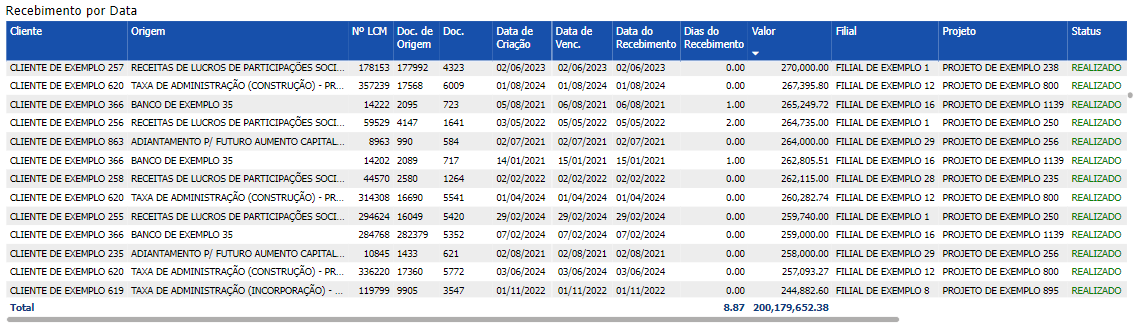 Recebimento por Data
Cliente Origem Nº LCM Doc. de Origem Doc. Data de Criação Data de Venc. Data do Recebimento Dias do Recebimento Valor Filial Projeto Status
CLIENTE DE EXEMPLO 257 RECEITAS DE LUCROS DE PARTICIPAÇÕES SOCI... 178153 177992 4323 02/06/2023 02/06/2023 02/06/2023 0.00 270,000.00 FILIAL DE EXEMPLO 1 PROJETO DE EXEMPLO 238 REALIZADO
CLIENTE DE EXEMPLO 620 TAXA DE ADMINISTRAÇÃO (CONSTRUÇÃO) - PR... 357239 17568 6009 01/08/2024 01/08/2024 01/08/2024 0.00 267,395.80 FILIAL DE EXEMPLO 12 PROJETO DE EXEMPLO 800 REALIZADO
CLIENTE DE EXEMPLO 366 BANCO DE EXEMPLO 35 14222 2095 723 05/08/2021 06/08/2021 06/08/2021 1.00 265,249.72 FILIAL DE EXEMPLO 16 PROJETO DE EXEMPLO 1139 REALIZADO
CLIENTE DE EXEMPLO 256 RECEITAS DE LUCROS DE PARTICIPAÇÕES SOCI... 59529 4147 1641 03/05/2022 05/05/2022 05/05/2022 2.00 264,735.00 FILIAL DE EXEMPLO 1 PROJETO DE EXEMPLO 250 REALIZADO
CLIENTE DE EXEMPLO 863 ADIANTAMENTO P/ FUTURO AUMENTO CAPITAL... 8963 990 584 02/07/2021 02/07/2021 02/07/2021 0.00 264,000.00 FILIAL DE EXEMPLO 29 PROJETO DE EXEMPLO 256 REALIZADO
CLIENTE DE EXEMPLO 366 BANCO DE EXEMPLO 35 14202 2089 717 14/01/2021 15/01/2021 15/01/2021 1.00 262,805.51 FILIAL DE EXEMPLO 16 PROJETO DE EXEMPLO 1139 REALIZADO
CLIENTE DE EXEMPLO 258 RECEITAS DE LUCROS DE PARTICIPAÇÕES SOCI... 44570 2580 1264 02/02/2022 02/02/2022 02/02/2022 0.00 262,115.00 FILIAL DE EXEMPLO 28 PROJETO DE EXEMPLO 235 REALIZADO
CLIENTE DE EXEMPLO 620 TAXA DE ADMINISTRAÇÃO (CONSTRUÇÃO) - PR... 314308 16690 5541 01/04/2024 01/04/2024 01/04/2024 0.00 260,282.74 FILIAL DE EXEMPLO 12 PROJETO DE EXEMPLO 800 REALIZADO
CLIENTE DE EXEMPLO 255 RECEITAS DE LUCROS DE PARTICIPAÇÕES SOCI... 294624 16049 5420 29/02/2024 29/02/2024 29/02/2024 0.00 259,740.00 FILIAL DE EXEMPLO 1 PROJETO DE EXEMPLO 250 REALIZADO
CLIENTE DE EXEMPLO 366 BANCO DE EXEMPLO 35 284768 282379 5352 07/02/2024 07/02/2024 07/02/2024 0.00 259,000.00 FILIAL DE EXEMPLO 16 PROJETO DE EXEMPLO 1139 REALIZADO
CLIENTE DE EXEMPLO 235 ADIANTAMENTO P/ FUTURO AUMENTO CAPITAL... 10845 1433 621 02/08/2021 02/08/2021 02/08/2021 0.00 258,000.00 FILIAL DE EXEMPLO 29 PROJETO DE EXEMPLO 256 REALIZADO
CLIENTE DE EXEMPLO 620 TAXA DE ADMINISTRAÇÃO (CONSTRUÇÃO) - PR... 336220 17360 5772 03/06/2024 03/06/2024 03/06/2024 0.00 257,093.27 FILIAL DE EXEMPLO 12 PROJETO DE EXEMPLO 800 REALIZADO
CLIENTE DE EXEMPLO 619 TAXA DE ADMINISTRAÇÃO (INCORPORAÇÃO) - ... 119799 9905 3547 01/11/2022 01/11/2022 01/11/2022 0.00 244,882.60 FILIAL DE EXEMPLO 8 PROJETO DE EXEMPLO 895 REALIZADO
Total 8.87 200,179,652.38